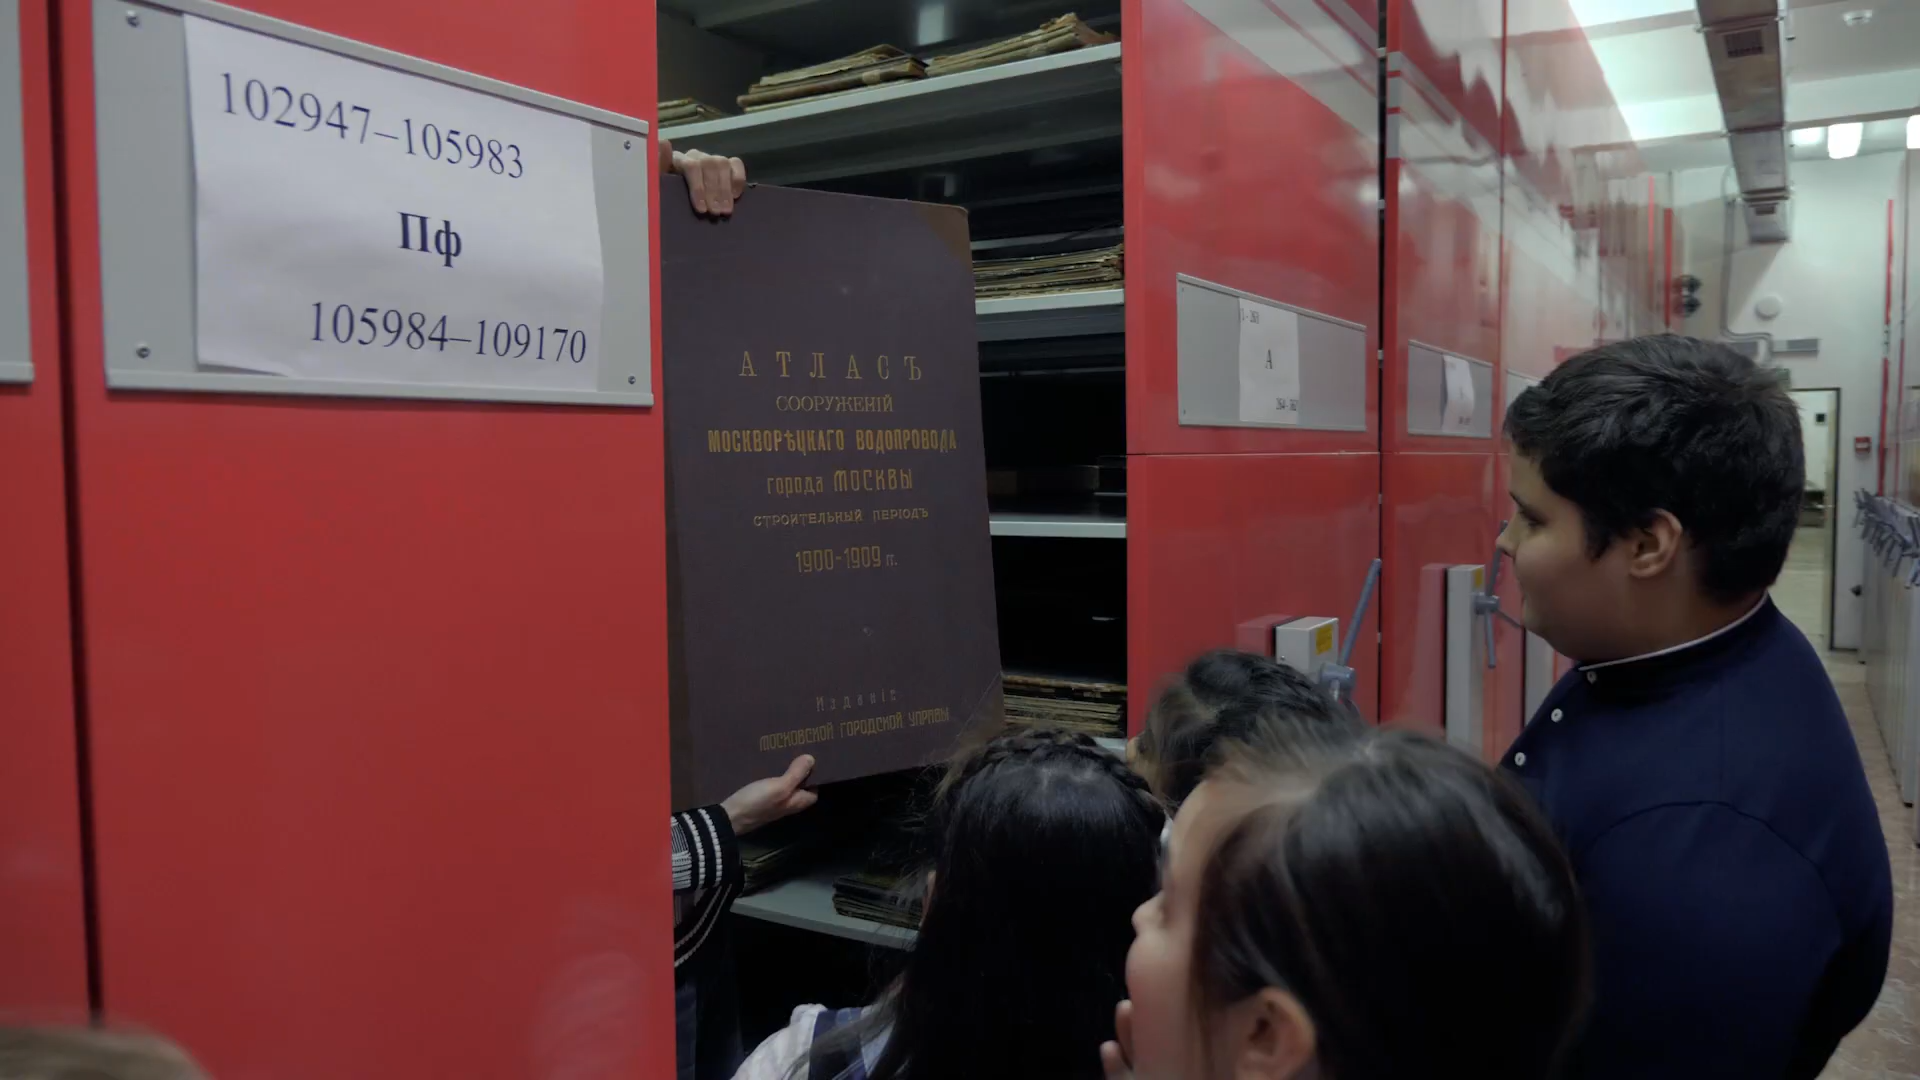 102947–105983
Пф
105984–109170
АТЛАСЪ
СООРУЖЕНІЙ
МОСКВОРѢЦКАГО ВОДОПРОВОДА
города МОСКВЫ
СТРОИТЕЛЬНЫЙ ПЕРІОДЪ
1900-1909 гг.
Изданіе
МОСКОВСКОЙ ГОРОДСКОЙ УПРАВЫ
А